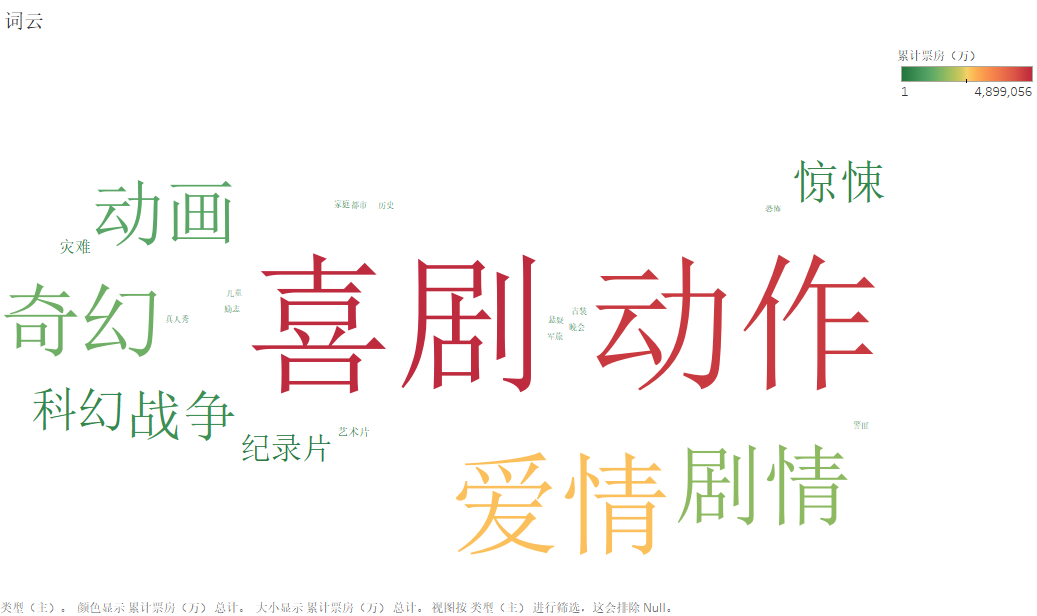 词云
累计票房（万）
1 4,899,056
惊悚
动画
家庭 都市 历史
恐怖
灾难
喜剧 动作
奇幻
儿童
励志
真人秀
古装
悬疑
晚会
军旅
科幻 战争
纪录片
艺术片
爱情 剧情
类型（主）。 颜色显示 累计票房（万） 总计。 大小显示 累计票房（万） 总计。 视图按 类型（主） 进行筛选，这会排除 Null。